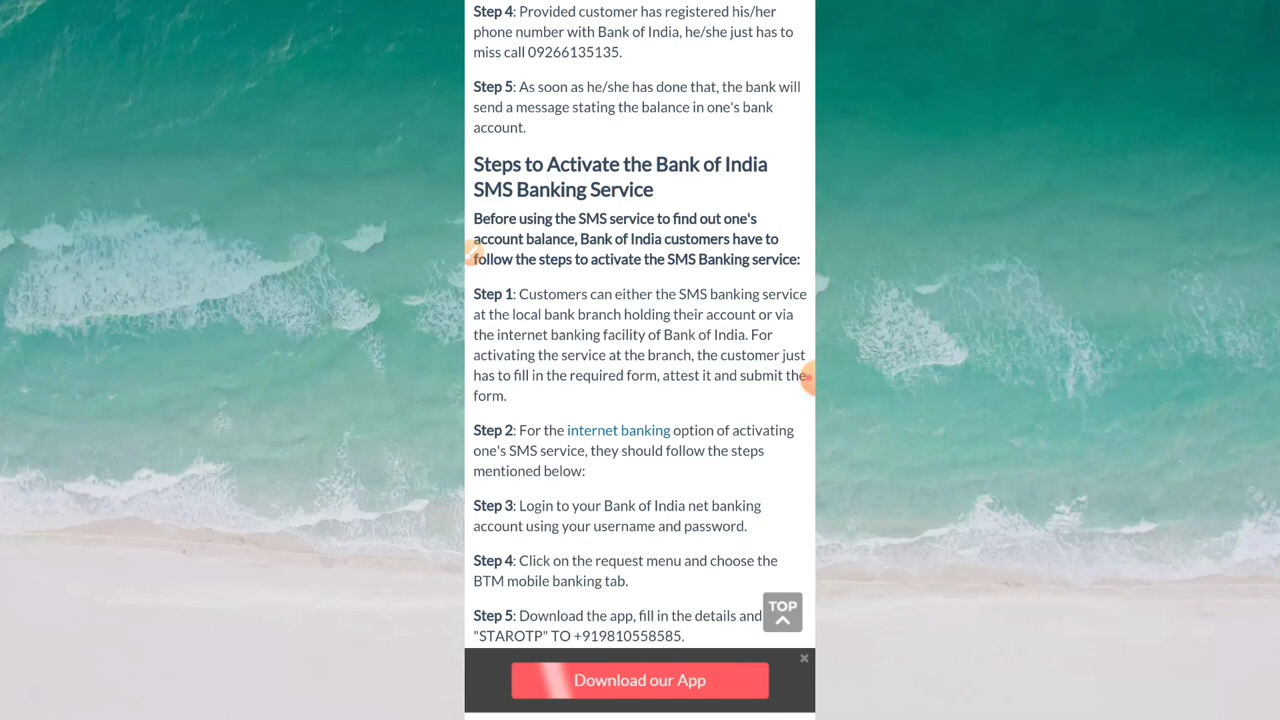 Step 4: Provided customer has registered his/her
phone number with Bank of India, he/she just has to
miss call 09266135135.
Step 5: As soon as he/she has done that, the bank will
send a message stating the balance in one's bank
account.
Steps to Activate the Bank of India
SMS Banking Service
Before using the SMS service to find out one's
account balance, Bank of India customers have to
follow the steps to activate the SMS Banking service:
Step 1: Customers can either the SMS banking service
at the local bank branch holding their account or via
the internet banking facility of Bank of India. For
activating the service at the branch, the customer just
has to fill in the required form, attest it and submit the
form.
Step 2: For the internet banking option of activating
one's SMS service, they should follow the steps
mentioned below:
Step 3: Login to your Bank of India net banking
account using your username and password.
Step 4: Click on the request menu and choose the
BTM mobile banking tab.
Step 5: Download the app, fill in the details and
"STAROTP" TO +919810558585.
TOP
Download our App